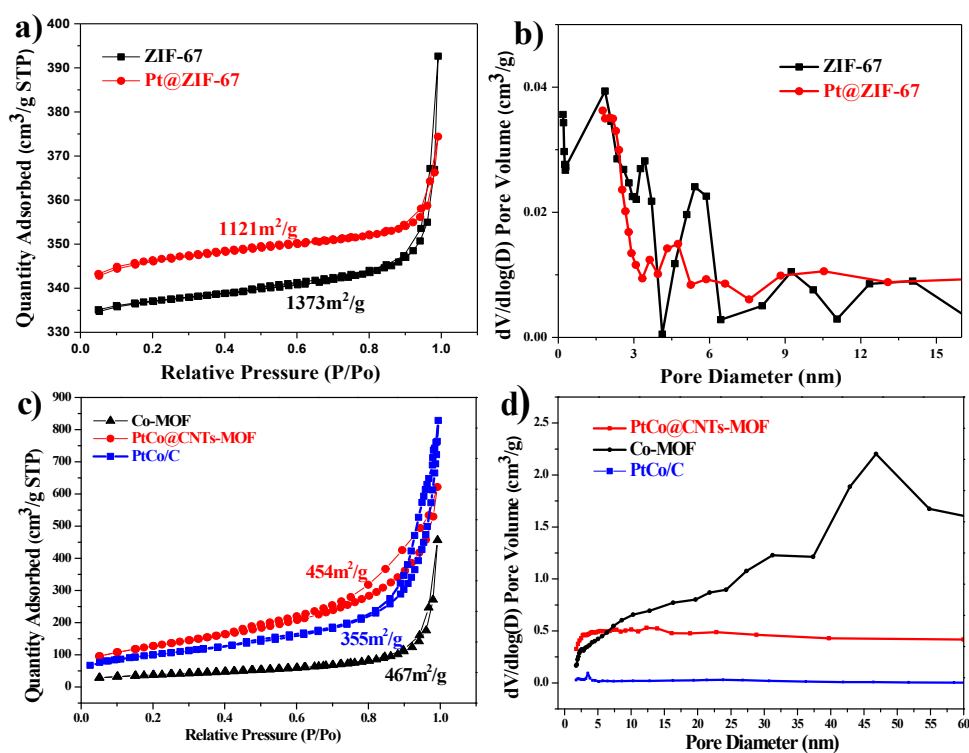 a)
Quantity Adsorbed (cm³/g STP)
400
390
380
370
360
350
340
330
ZIF-67
Pt@ZIF-67
1121m²/g
1373m²/g
0.0 0.2 0.4 0.6 0.8 1.0
Relative Pressure (P/Po)
b)
dV/dlog(D) Pore Volume (cm³/g)
0.04
0.02
0.00
ZIF-67
Pt@ZIF-67
0 3 6 9 12 15
Pore Diameter (nm)
c)
Quantity Adsorbed (cm³/g STP)
900
800
700
600
500
400
300
200
100
0
Co-MOF
PtCo@CNTs-MOF
PtCo/C
454m²/g
355m²/g
467m²/g
0.0 0.2 0.4 0.6 0.8 1.0
Relative Pressure (P/Po)
d)
dV/dlog(D) Pore Volume (cm³/g)
2.5
2.0
1.5
1.0
0.5
0.0
PtCo@CNTs-MOF
Co-MOF
PtCo/C
0 5 10 15 20 25 30 35 40 45 50 55 60
Pore Diameter (nm)